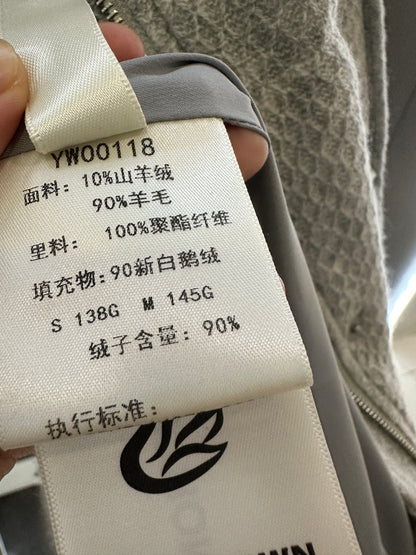 YW00118
面料: 10%山羊绒
90%羊毛
里料: 100%聚酯纤维
填充物:90新白鹅绒
S 138G M 145G
绒子含量: 90%
执行标准: